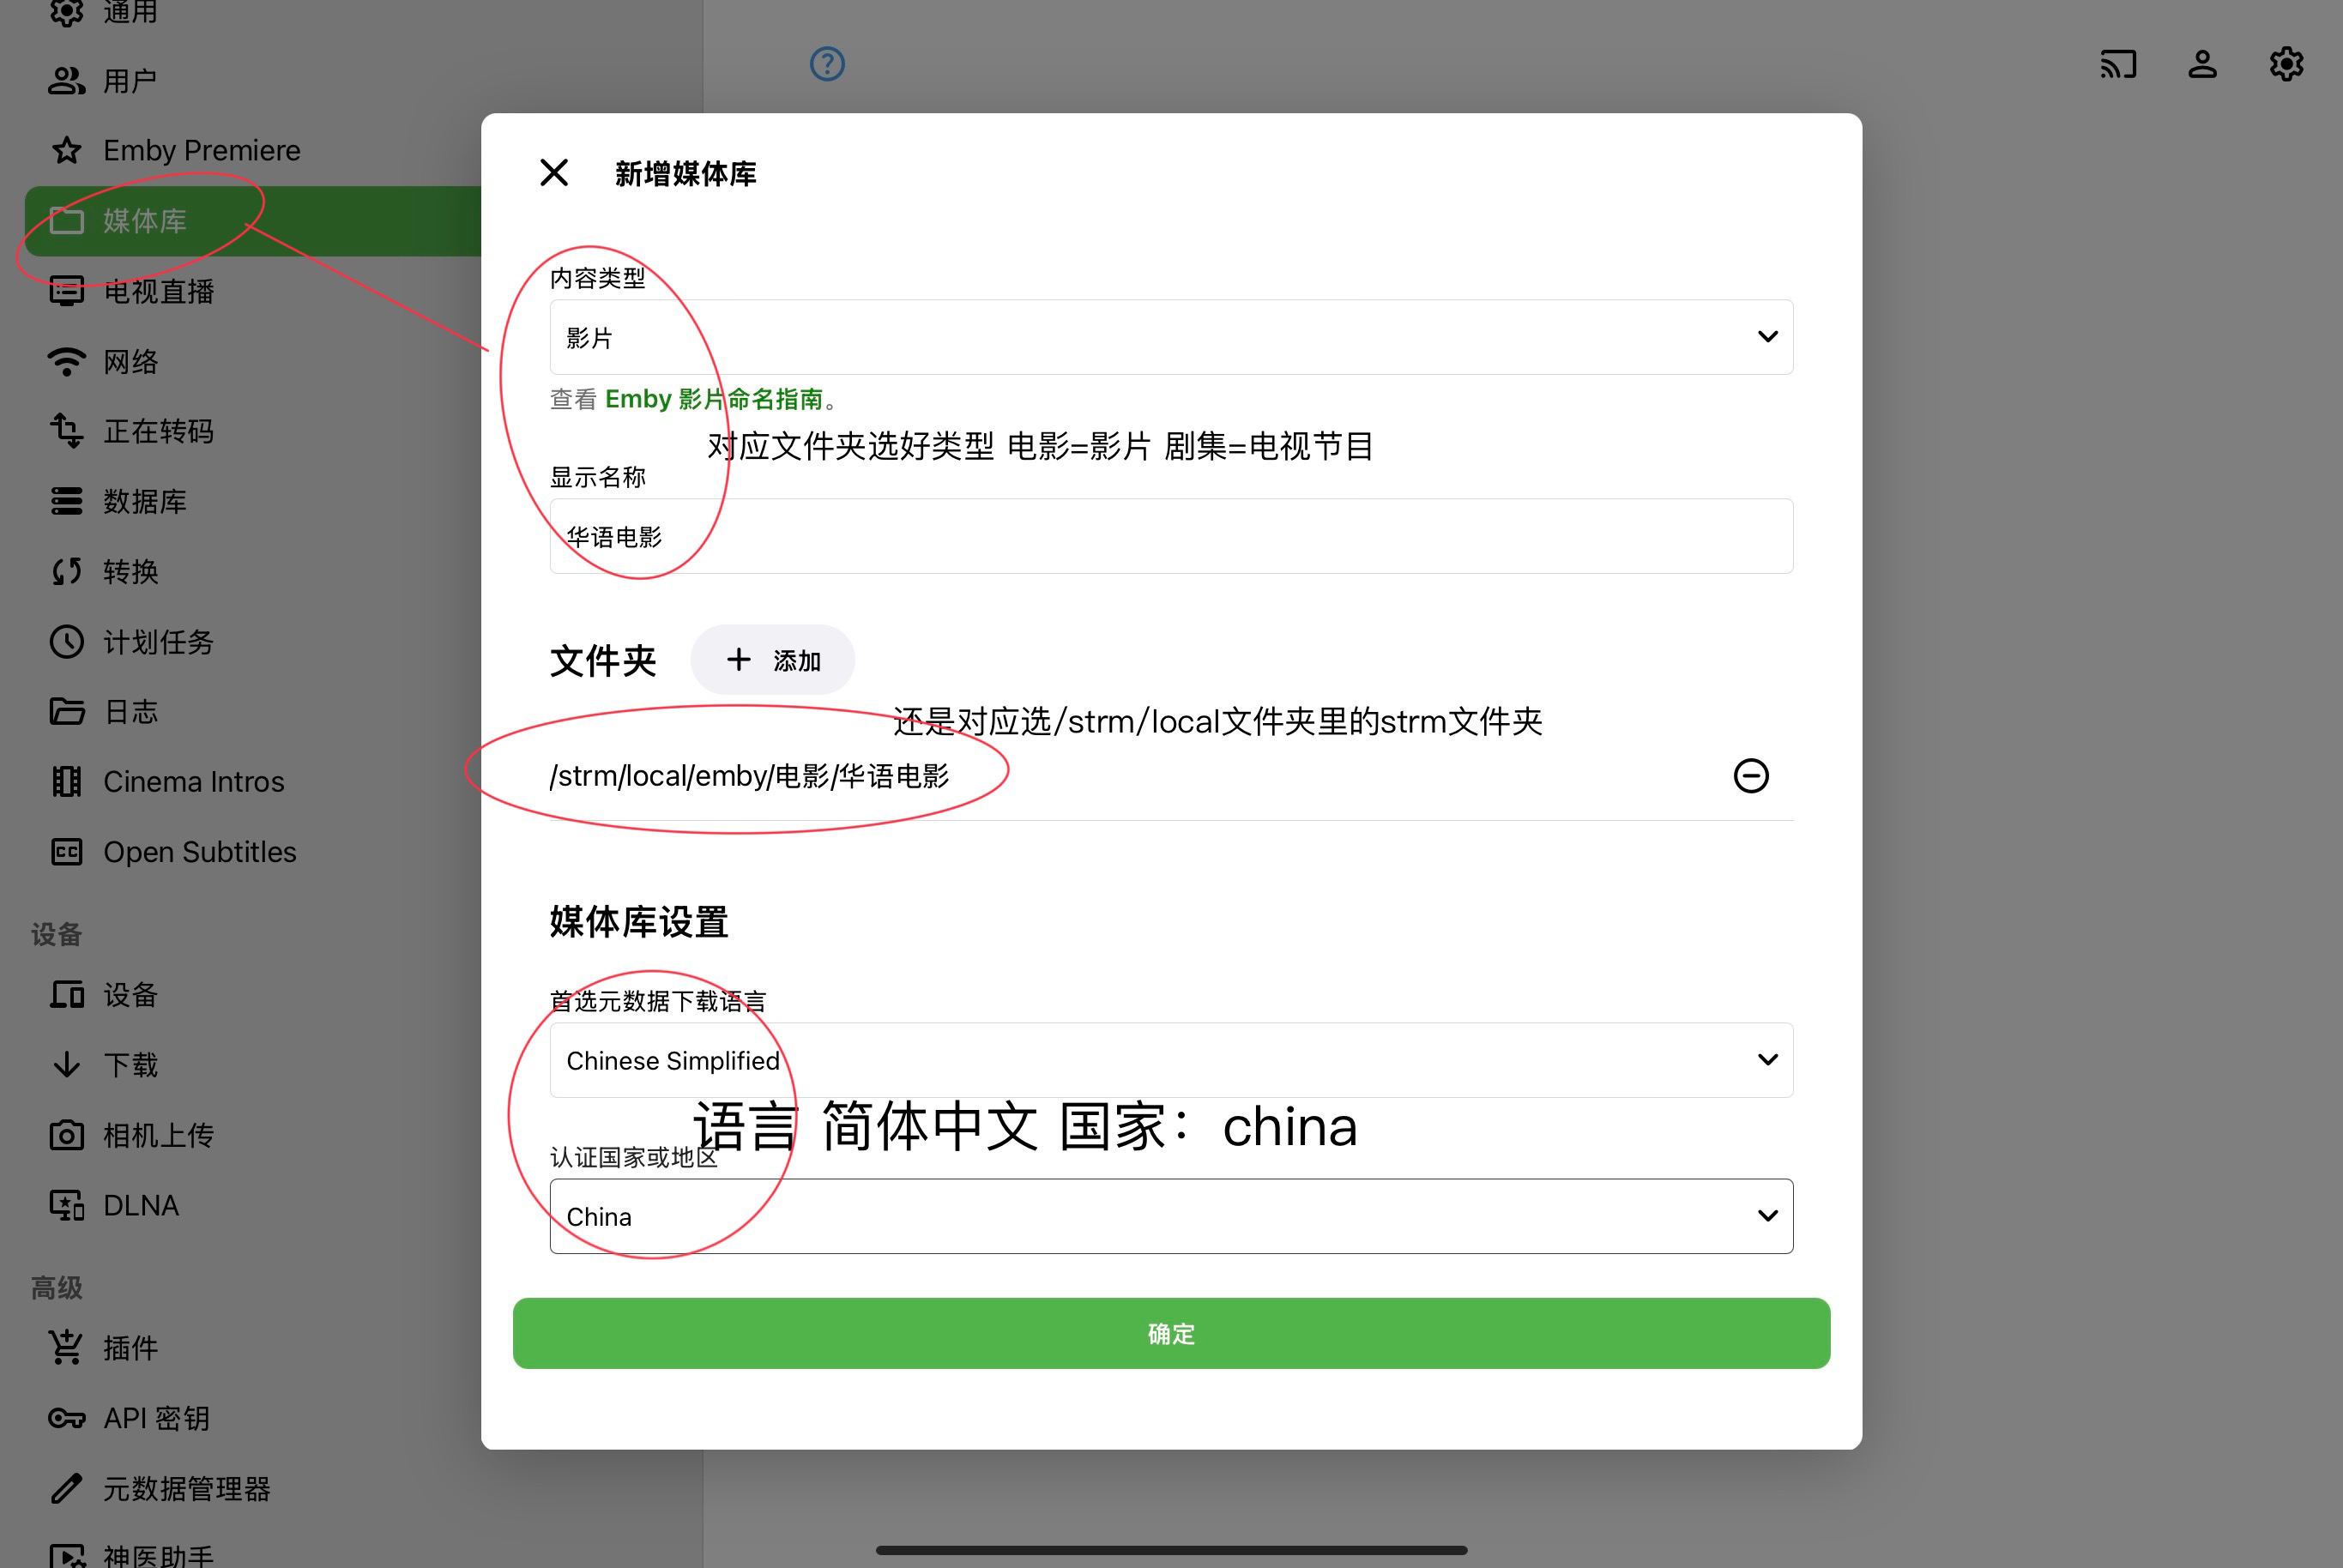 通用
用户
Emby Premiere
媒体库
电视直播
网络
正在转码
数据库
转换
计划任务
日志
Cinema Intros
Open Subtitles
设备
设备
下载
相机上传
DLNA
高级
插件
API 密钥
元数据管理器
神医助手
新增媒体库
内容类型
影片
查看 Emby 影片命名指南。
对应文件夹选好类型 电影=影片 剧集=电视节目
显示名称
华语电影
文件夹
添加
还是对应选/strm/local文件夹里的strm文件夹
/strm/local/emby/电影/华语电影
媒体库设置
首选元数据下载语言
Chinese Simplified
语言 简体中文 国家：china
认证国家或地区
China
确定